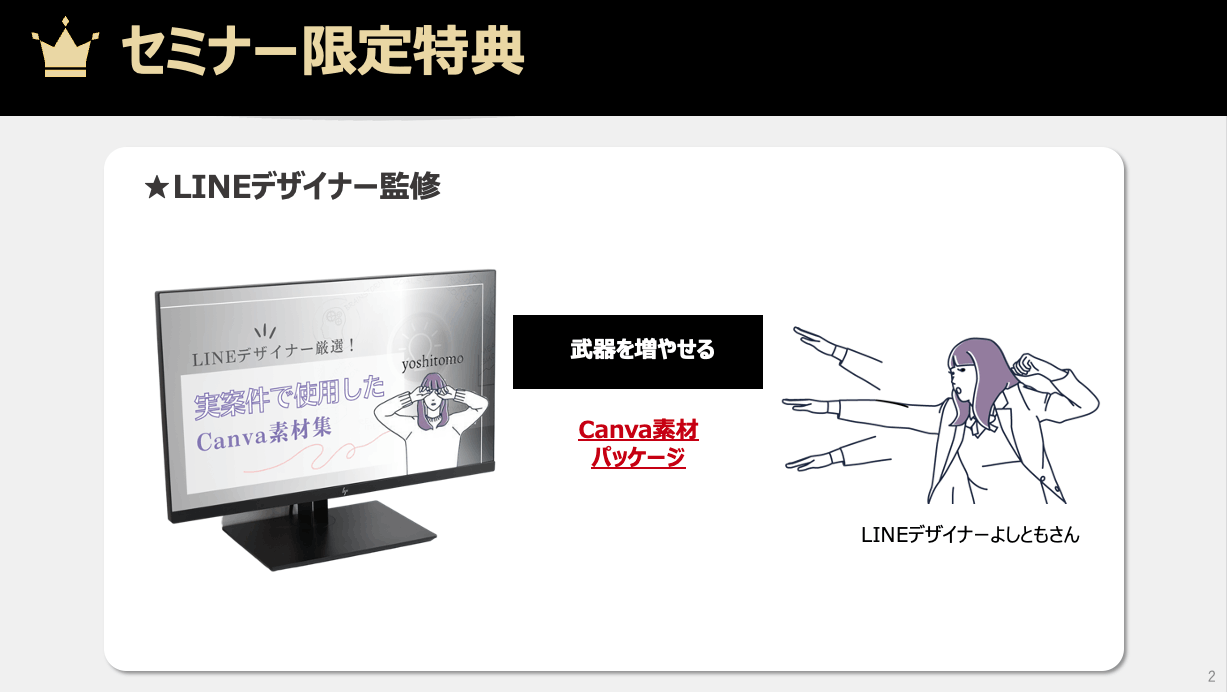 セミナー限定特典
★LINEデザイナー監修
LINEデザイナー厳選！
yoshitomo
実案件で使用した
Canva素材集
hp
武器を増やせる
Canva素材
パッケージ
LINEデザイナーよしともさん
2